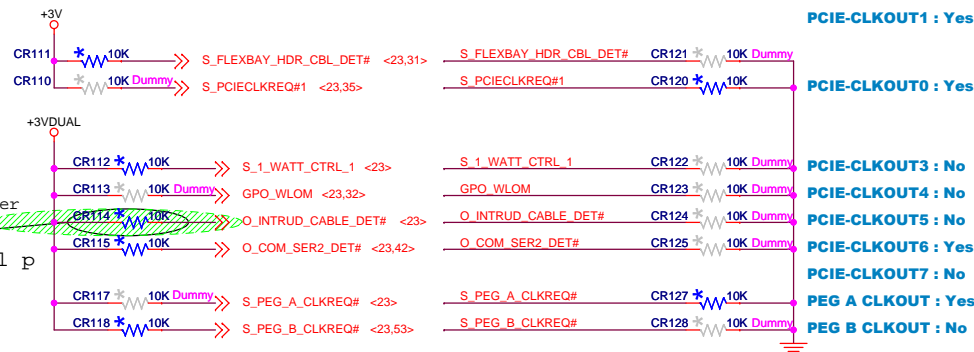 +3V
PCIE-CLKOUT1 : Yes
CR111 * 10K S_FLEXBAY_HDR_CBL_DET# <23,31> S_FLEXBAY_HDR_CBL_DET# CR121 * 10K Dummy
CR110 * 10K Dummy S_PCIECLKREQ#1 <23,35> S_PCIECLKREQ#1 CR120 * 10K PCIE-CLKOUT0 : Yes
+3VDUAL
CR112 * 10K S_1_WATT_CTRL_1 <23> S_1_WATT_CTRL_1 CR122 * 10K Dummy PCIE-CLKOUT3 : No
CR113 * 10K Dummy GPO_WLOM <23,32> GPO_WLOM CR123 * 10K Dummy PCIE-CLKOUT4 : No
er
CR114 * 10K O_INTRUD_CABLE_DET# <23> O_INTRUD_CABLE_DET# CR124 * 10K Dummy PCIE-CLKOUT5 : No
l p
CR115 * 10K O_COM_SER2_DET# <23,42> O_COM_SER2_DET# CR125 * 10K Dummy PCIE-CLKOUT6 : Yes
PCIE-CLKOUT7 : No
CR117 * 10K Dummy S_PEG_A_CLKREQ# <23> S_PEG_A_CLKREQ# CR127 * 10K PEG A CLKOUT : Yes
CR118 * 10K S_PEG_B_CLKREQ# <23,53> S_PEG_B_CLKREQ# CR128 * 10K Dummy PEG B CLKOUT : No